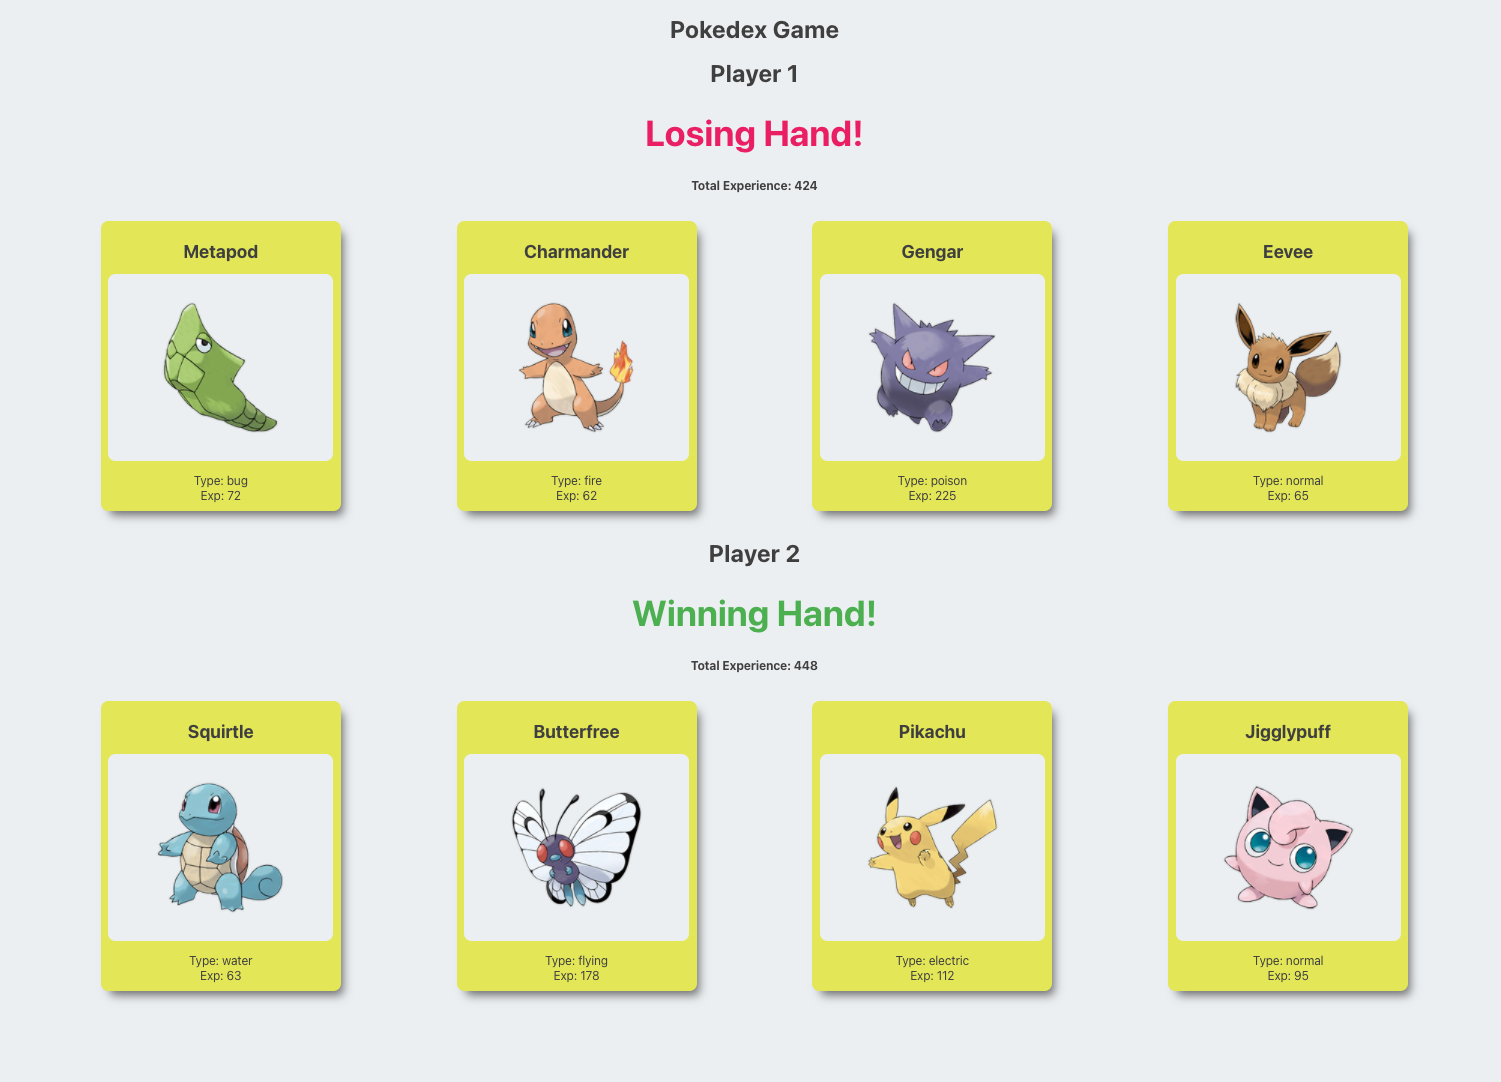 Pokedex Game
Player 1
Losing Hand!
Total Experience: 424
Metapod
Type: bug
Exp: 72
Charmander
Type: fire
Exp: 62
Gengar
Type: poison
Exp: 225
Eevee
Type: normal
Exp: 65
Player 2
Winning Hand!
Total Experience: 448
Squirtle
Type: water
Exp: 63
Butterfree
Type: flying
Exp: 178
Pikachu
Type: electric
Exp: 112
Jigglypuff
Type: normal
Exp: 95